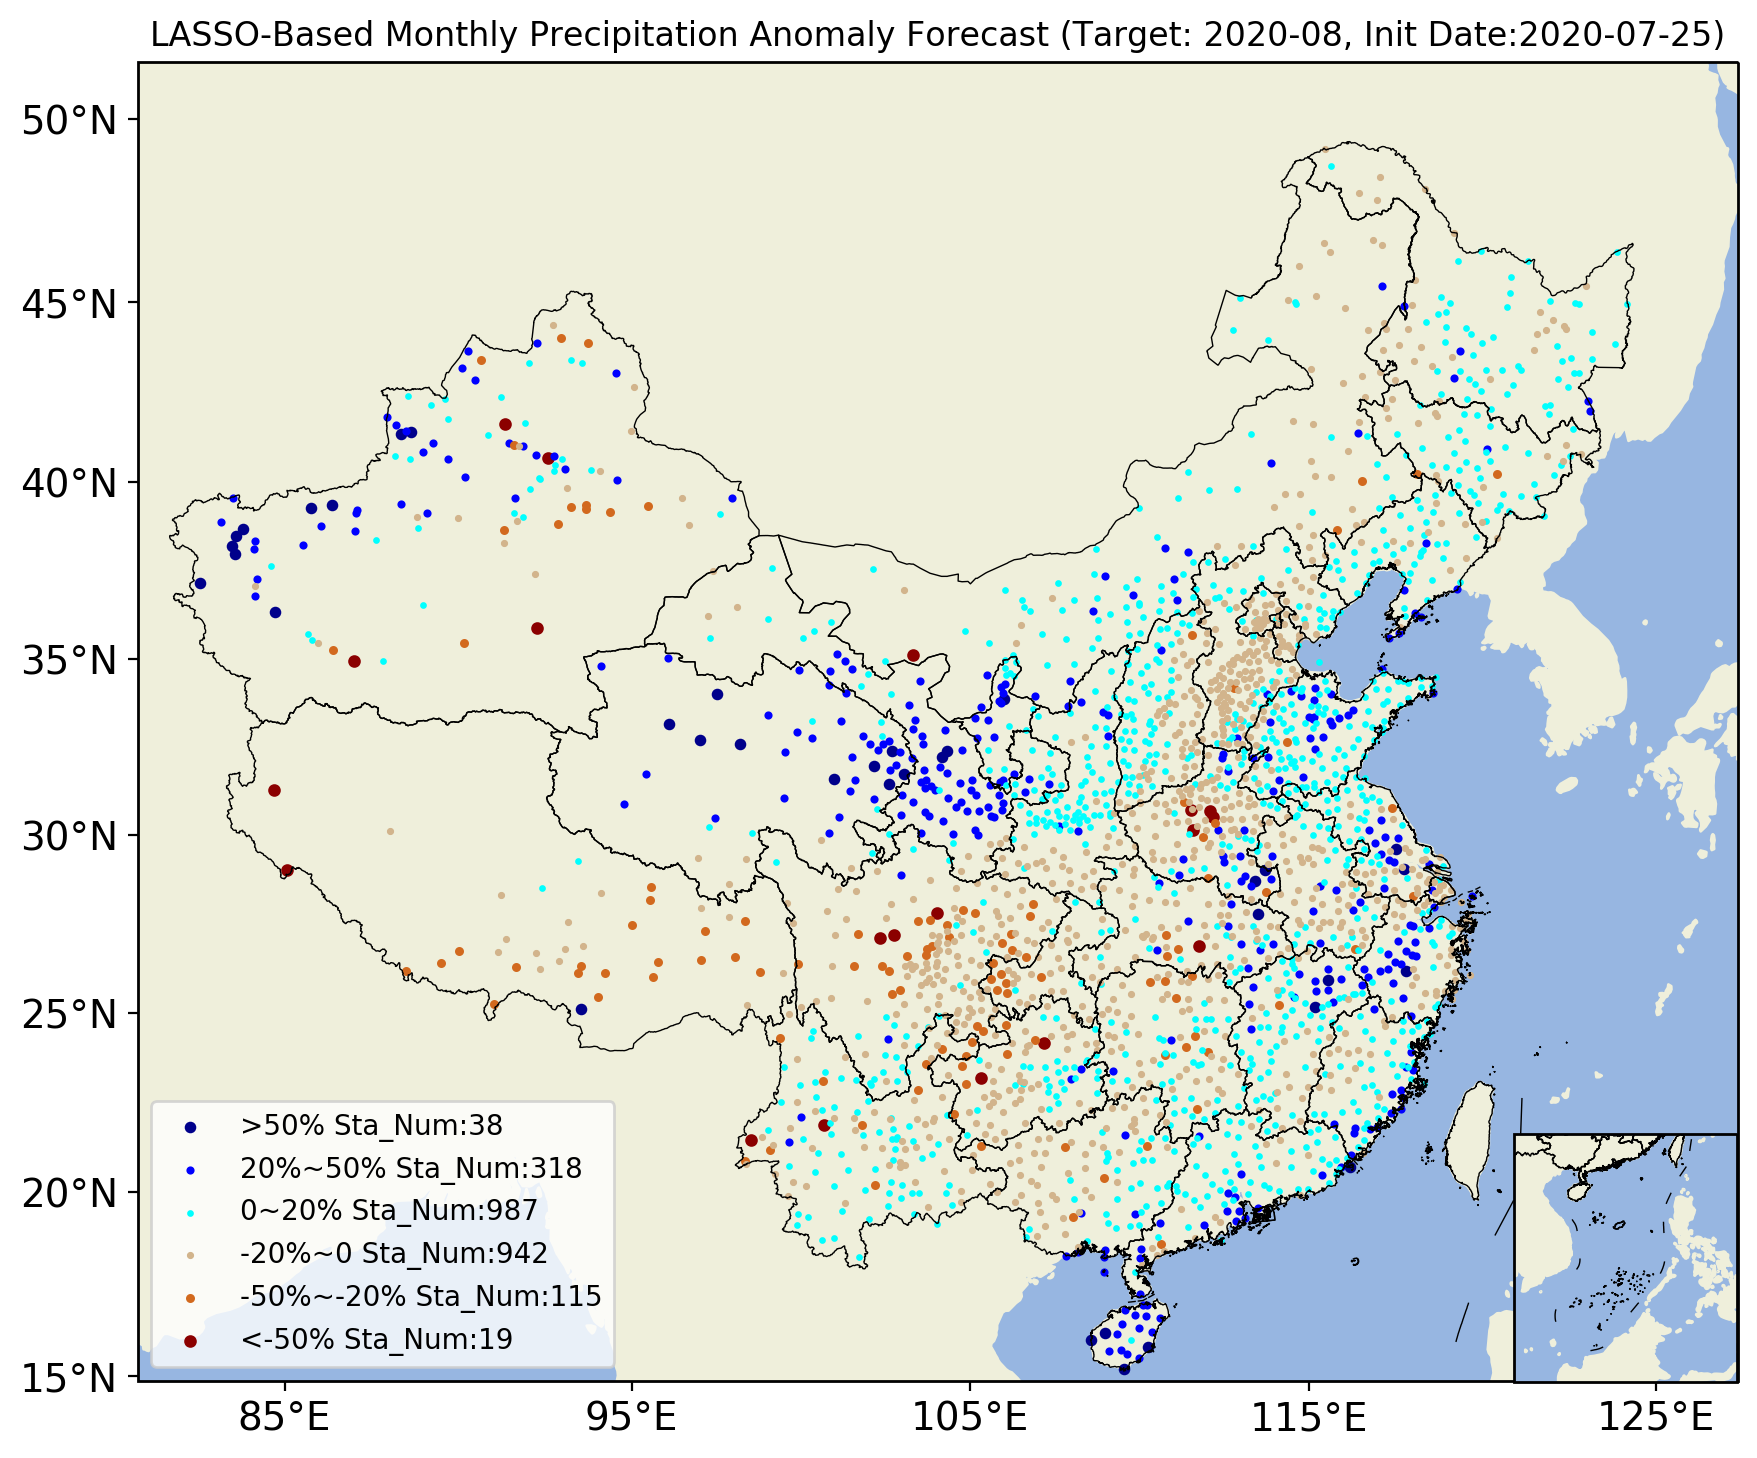 LASSO-Based Monthly Precipitation Anomaly Forecast (Target: 2020-08, Init Date:2020-07-25)
50°N
45°N
40°N
35°N
30°N
25°N
20°N
15°N
>50% Sta_Num:38
20%~50% Sta_Num:318
0~20% Sta_Num:987
-20%~0 Sta_Num:942
-50%~-20% Sta_Num:115
<-50% Sta_Num:19
85°E
95°E
105°E
115°E
125°E